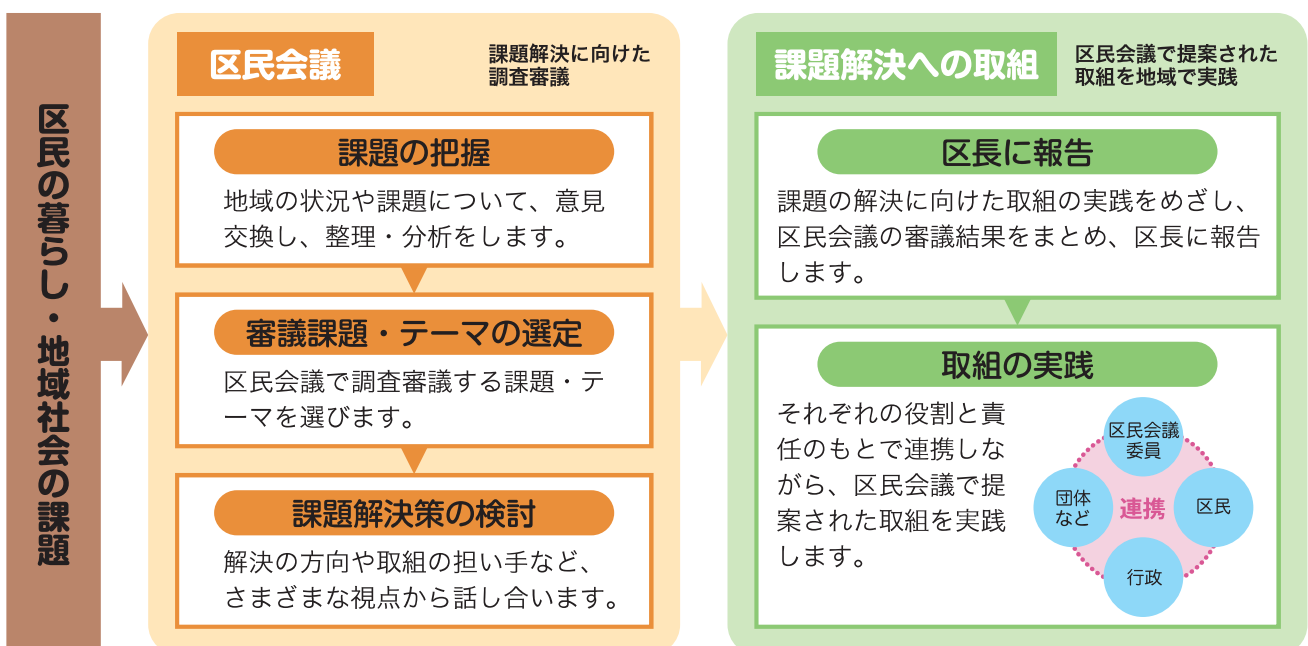 区民の暮らし・地域社会の課題
区民会議
課題解決に向けた
調査審議
課題の把握
地域の状況や課題について、意見
交換し、整理・分析をします。
審議課題・テーマの選定
区民会議で調査審議する課題・テ
ーマを選びます。
課題解決策の検討
解決の方向や取組の担い手など、
さまざまな視点から話し合います。
課題解決への取組
区民会議で提案された
取組を地域で実践
区長に報告
課題の解決に向けた取組の実践をめざし、
区民会議の審議結果をまとめ、区長に報告
します。
取組の実践
それぞれの役割と責
任のもとで連携しな
がら、区民会議で提
案された取組を実践
します。
区民会議
委員
団体
など
連携
区民
行政